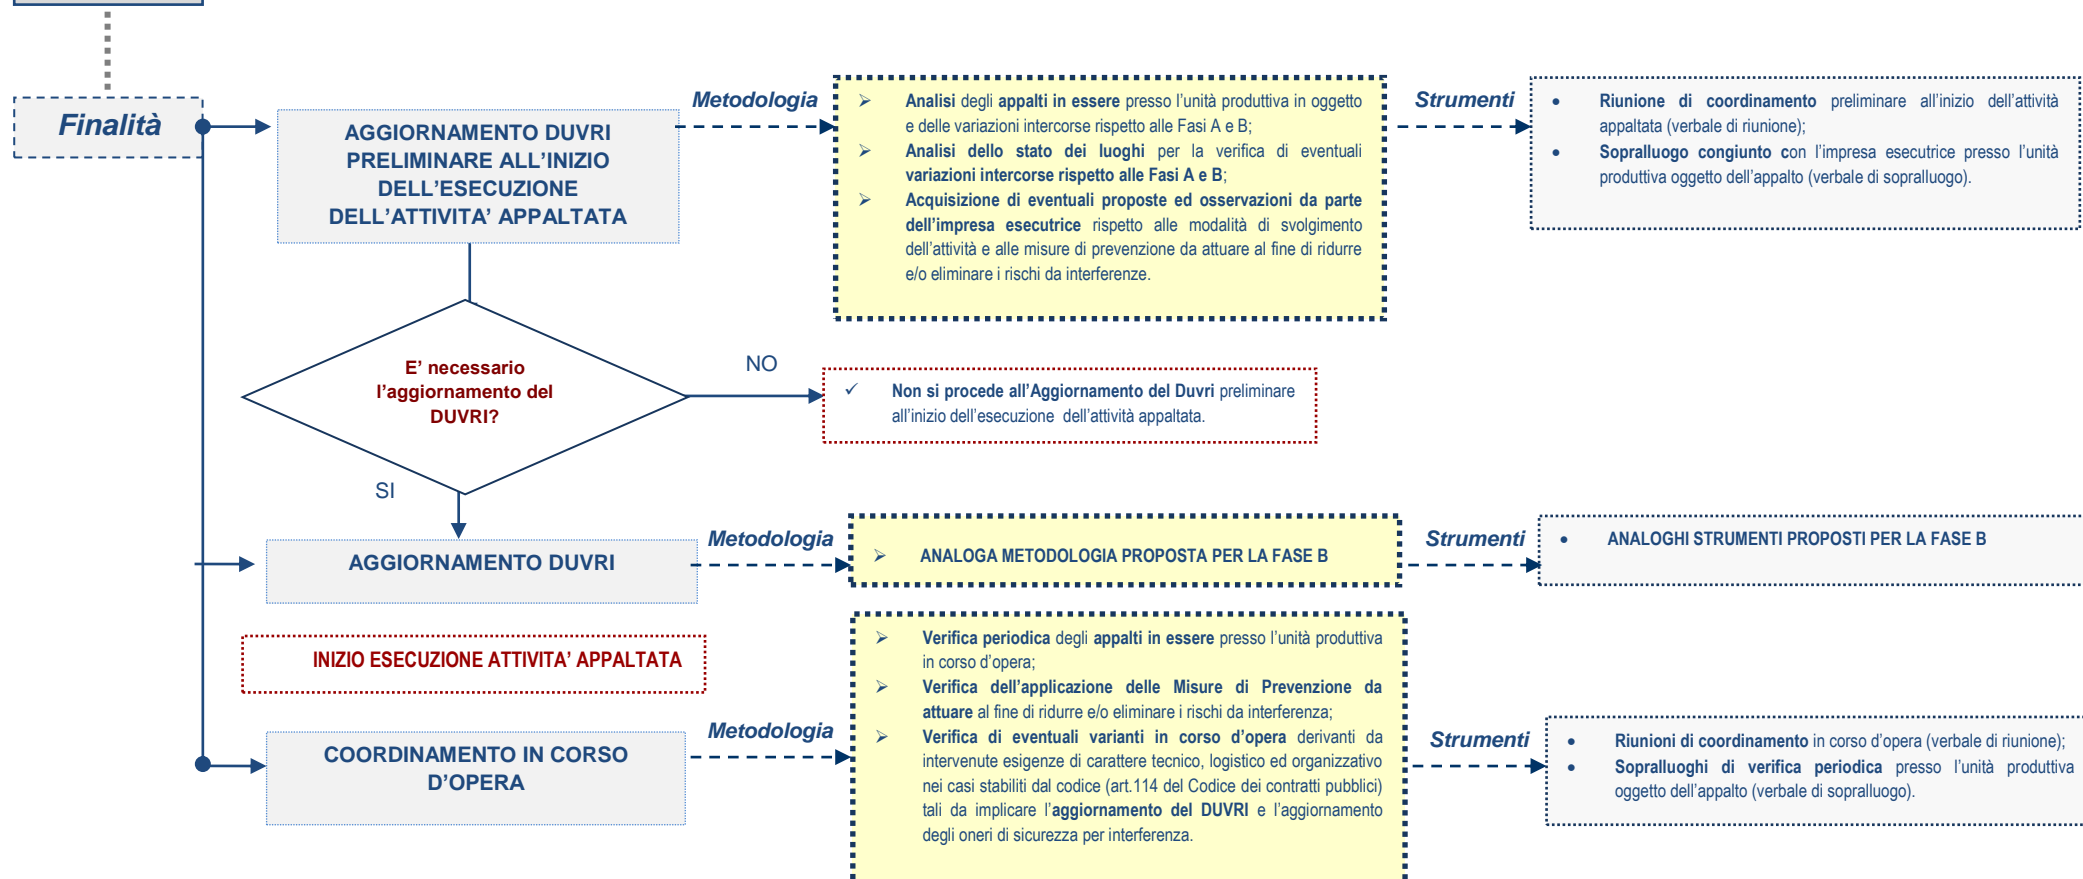 Finalità
AGGIORNAMENTO DUVRI
PRELIMINARE ALL’INIZIO
DELL’ESECUZIONE
DELL’ATTIVITA’ APPALTATA
Metodologia
➢ Analisi degli appalti in essere presso l’unità produttiva in oggetto
e delle variazioni intercorse rispetto alle Fasi A e B;
➢ Analisi dello stato dei luoghi per la verifica di eventuali
variazioni intercorse rispetto alle Fasi A e B;
➢ Acquisizione di eventuali proposte ed osservazioni da parte
dell’impresa esecutrice rispetto alle modalità di svolgimento
dell’attività e alle misure di prevenzione da attuare al fine di ridurre
e/o eliminare i rischi da interferenze.
Strumenti
• Riunione di coordinamento preliminare all’inizio dell’attività
appaltata (verbale di riunione);
• Sopralluogo congiunto con l’impresa esecutrice presso l’unità
produttiva oggetto dell’appalto (verbale di sopralluogo).
E’ necessario
l’aggiornamento del
DUVRI?
NO
✓ Non si procede all’Aggiornamento del Duvri preliminare
all’inizio dell’esecuzione dell’attività appaltata.
SI
AGGIORNAMENTO DUVRI
Metodologia
➢ ANALOGA METODOLOGIA PROPOSTA PER LA FASE B
Strumenti
• ANALOGHI STRUMENTI PROPOSTI PER LA FASE B
INIZIO ESECUZIONE ATTIVITA’ APPALTATA
COORDINAMENTO IN CORSO
D’OPERA
Metodologia
➢ Verifica periodica degli appalti in essere presso l’unità produttiva
in corso d’opera;
➢ Verifica dell’applicazione delle Misure di Prevenzione da
attuare al fine di ridurre e/o eliminare i rischi da interferenza;
➢ Verifica di eventuali varianti in corso d’opera derivanti da
intervenute esigenze di carattere tecnico, logistico ed organizzativo
nei casi stabiliti dal codice (art.114 del Codice dei contratti pubblici)
tali da implicare l’aggiornamento del DUVRI e l’aggiornamento
degli oneri di sicurezza per interferenza.
Strumenti
• Riunioni di coordinamento in corso d’opera (verbale di riunione);
• Sopralluoghi di verifica periodica presso l’unità produttiva
oggetto dell’appalto (verbale di sopralluogo).